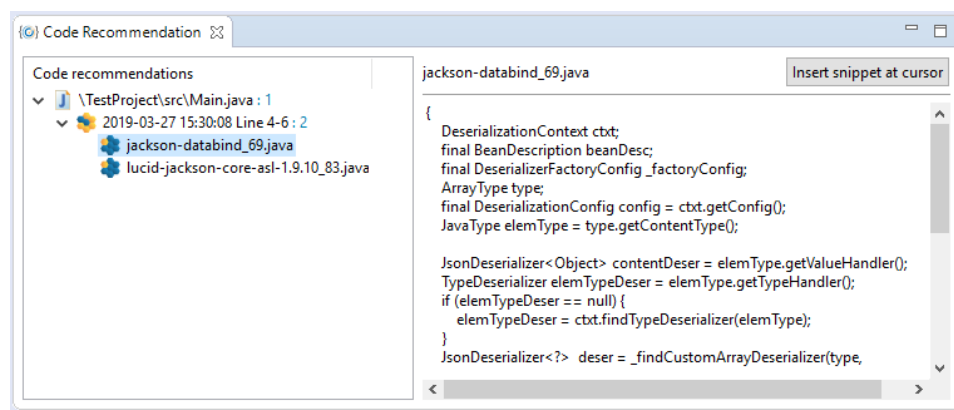 Code Recommendation
Code recommendations
\TestProject\src\Main.java : 1
2019-03-27 15:30:08 Line 4-6 : 2
jackson-databind_69.java
lucid-jackson-core-asl-1.9.10_83.java
jackson-databind_69.java
Insert snippet at cursor
{
DeserializationContext ctxt;
final BeanDescription beanDesc;
final DeserializerFactoryConfig _factoryConfig;
ArrayType type;
final DeserializationConfig config = ctxt.getConfig();
JavaType elemType = type.getContentType();
JsonDeserializer<Object> contentDeser = elemType.getValueHandler();
TypeDeserializer elemTypeDeser = elemType.getTypeHandler();
if (elemTypeDeser == null) {
elemTypeDeser = ctxt.findTypeDeserializer(elemType);
}
JsonDeserializer<?> deser = _findCustomArrayDeserializer(type,